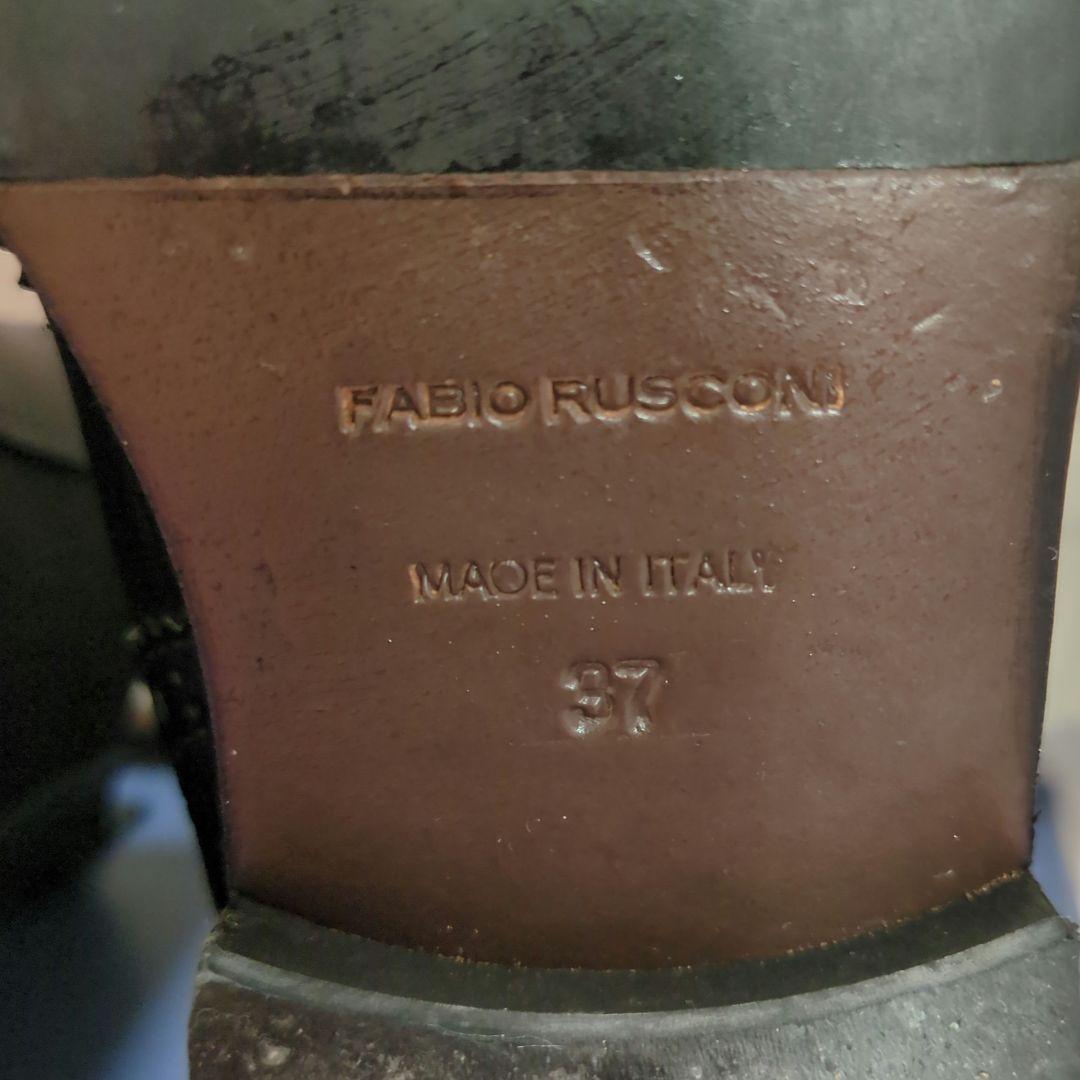 FABIO RUSCONI
MADE IN ITALY
37